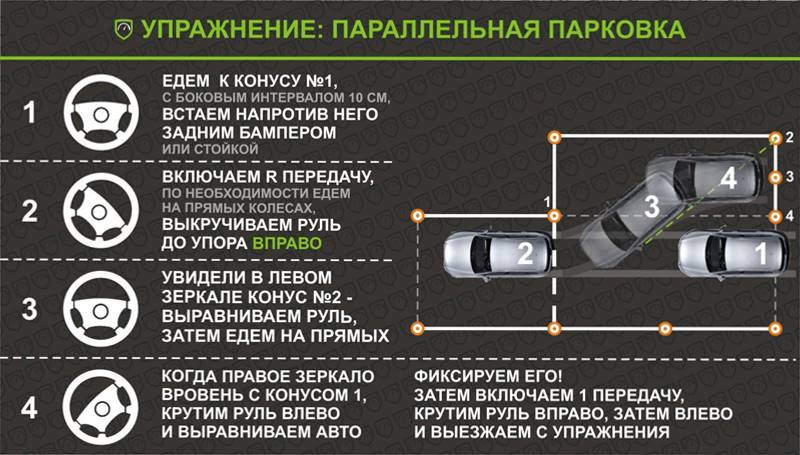 УПРАЖНЕНИЕ: ПАРАЛЛЕЛЬНАЯ ПАРКОВКА
1
ЕДЕМ К КОНУСУ №1,
С БОКОВЫМ ИНТЕРВАЛОМ 10 СМ,
ВСТАЕМ НАПРОТИВ НЕГО
ЗАДНИМ БАМПЕРОМ
ИЛИ СТОЙКОЙ
2
ВКЛЮЧАЕМ R ПЕРЕДАЧУ,
ПО НЕОБХОДИМОСТИ ЕДЕМ
НА ПРЯМЫХ КОЛЕСАХ,
ВЫКРУЧИВАЕМ РУЛЬ
ДО УПОРА ВПРАВО
3
УВИДЕЛИ В ЛЕВОМ
ЗЕРКАЛЕ КОНУС №2 -
ВЫРАВНИВАЕМ РУЛЬ,
ЗАТЕМ ЕДЕМ НА ПРЯМЫХ
4
КОГДА ПРАВОЕ ЗЕРКАЛО
ВРОВЕНЬ С КОНУСОМ 1,
КРУТИМ РУЛЬ ВЛЕВО
И ВЫРАВНИВАЕМ АВТО
ФИКСИРУЕМ ЕГО!
ЗАТЕМ ВКЛЮЧАЕМ 1 ПЕРЕДАЧУ,
КРУТИМ РУЛЬ ВПРАВО, ЗАТЕМ ВЛЕВО
И ВЫЕЗЖАЕМ С УПРАЖНЕНИЯ
2
4
3
3
1
4
2
1